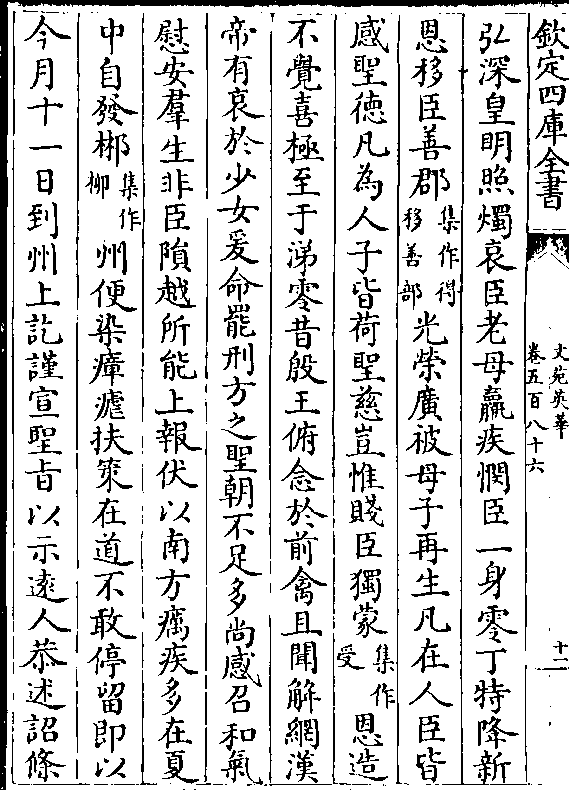 欽定四庫全書
文苑英華
卷五百八十六
十二
弘深皇明照燭哀臣老母羸疾憫臣一身零丁特降新
恩移臣善郡集作得移善部光榮廣被母子再生凡在人臣皆
感聖德凡為人子皆荷聖慈豈惟賤臣獨蒙集作受恩造
不覺喜極至于涕零昔殷王俯念於前禽且聞解網漢
帝有哀於少女爰命罷刑方之聖朝不足多尚感召和氣
慰安羣生非臣隕越所能上報伏以南方癘疾多在夏
中自發郴集作柳州便染瘴瘧扶策在道不敢停留即以
今月十一日到州上訖謹宣聖旨以示逺人恭述詔條